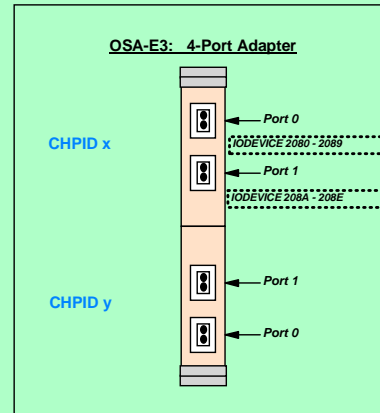 OSA-E3: 4-Port Adapter
Port 0
CHPID x
IODEVICE 2080 - 2089
Port 1
IODEVICE 208A - 208E
Port 1
CHPID y
Port 0